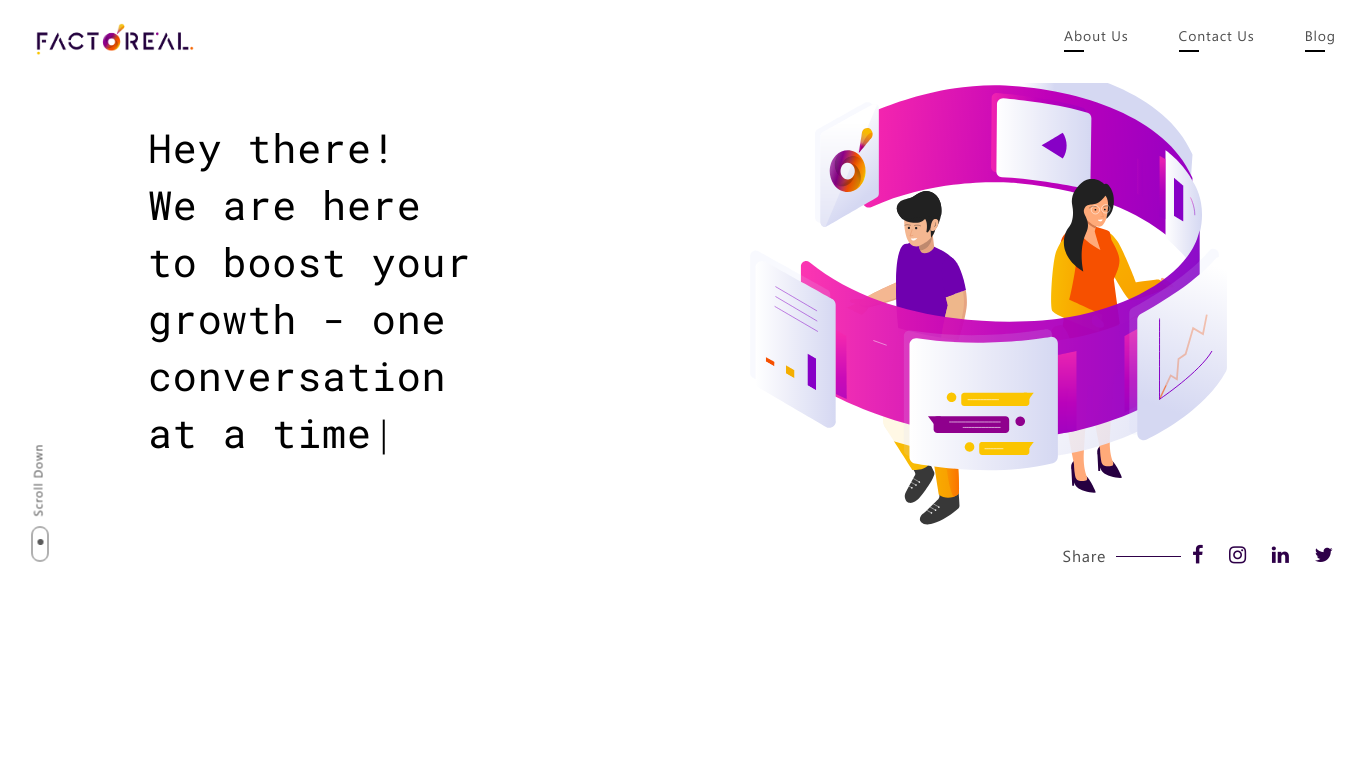 FACTOREAL.
About Us
Contact Us
Blog
Hey there!
We are here
to boost your
growth - one
conversation
at a time|
Scroll Down
Share